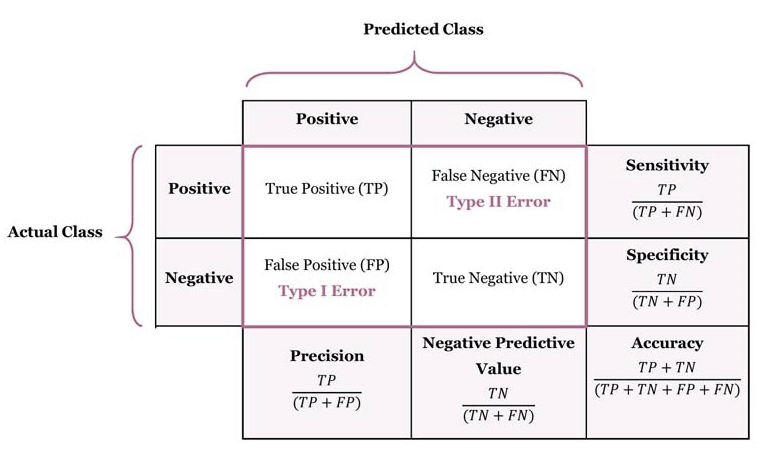 Predicted Class
Positive
Negative
Actual Class
Positive
True Positive (TP)
False Negative (FN)
Type II Error
Sensitivity
TP
(TP + FN)
Negative
False Positive (FP)
Type I Error
True Negative (TN)
Specificity
TN
(TN + FP)
Precision
TP
(TP + FP)
Negative Predictive
Value
TN
(TN + FN)
Accuracy
TP + TN
(TP + TN + FP + FN)